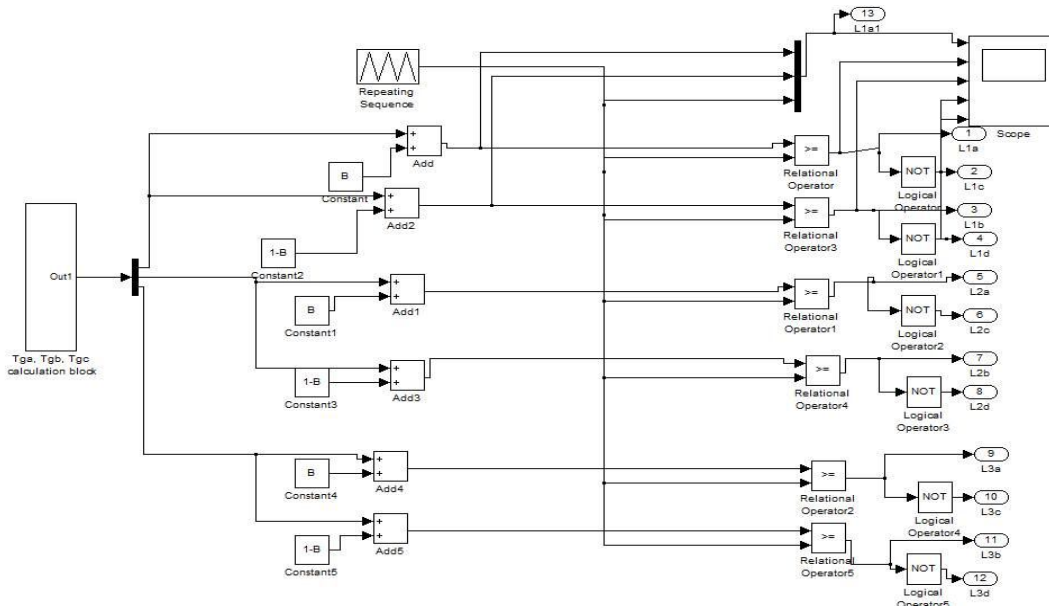 13
L1a1
Repeating
Sequence
Scope
+
+
Add
B
Constant
>=
Relational
Operator
1
L1a
NOT
Logical
Operator
2
L1c
+
+
Add2
1-B
Constant2
>=
Relational
Operator3
3
L1b
NOT
Logical
Operator1
4
L1d
Out1
Tga, Tgb, Tgc
calculation block
+
+
Add1
B
Constant1
>=
Relational
Operator1
5
L2a
NOT
Logical
Operator2
6
L2c
+
+
Add3
1-B
Constant3
>=
Relational
Operator4
7
L2b
NOT
Logical
Operator3
8
L2d
+
+
Add4
B
Constant4
>=
Relational
Operator2
9
L3a
NOT
Logical
Operator4
10
L3c
+
+
Add5
1-B
Constant5
>=
Relational
Operator5
11
L3b
NOT
Logical
Operator5
12
L3d